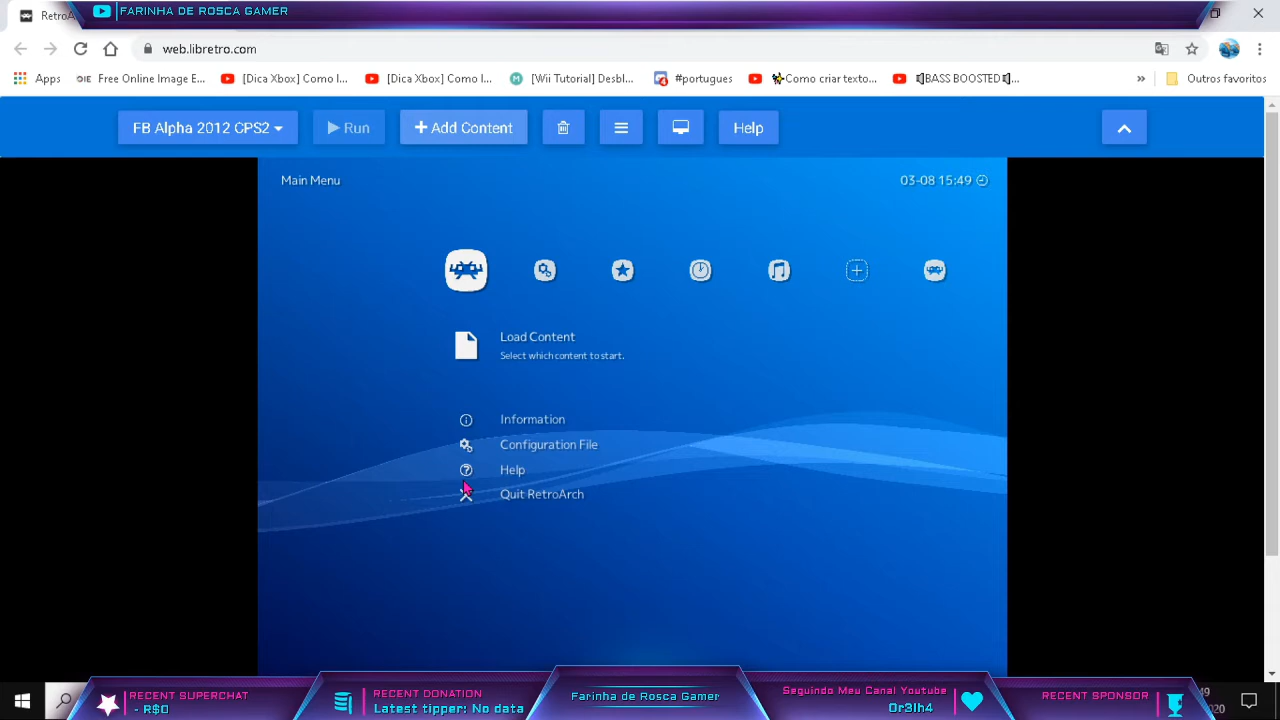 FARINHA DE ROSCA GAMER
RetroA
web.libretro.com
Apps
Free Online Image E...
[Dica Xbox] Como I...
[Dica Xbox] Como I...
[Wii Tutorial] Desbl...
#portugues
Como criar texto...
BASS BOOSTED
Outros favoritos
FB Alpha 2012 CPS2
Run
Add Content
Help
Main Menu
03-08 15:49
Load Content
Select which content to start.
Information
Configuration File
Help
Quit RetroArch
RECENT SUPERCHAT
- R$0
RECENT DONATION
Latest tipper: No data
Farinha de Rosca Gamer
Seguindo Meu Canal Youtube
0r3lh4
RECENT SPONSOR